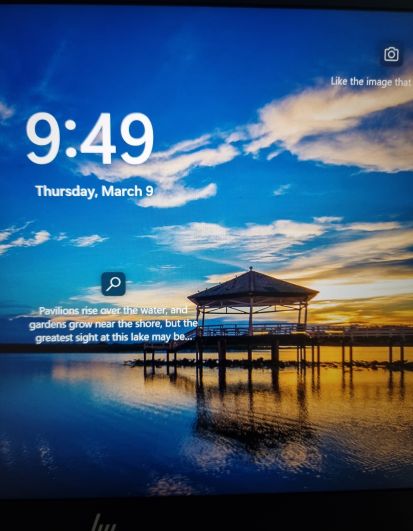 Like the image that
9:49
Thursday, March 9
Pavilions rise over the water, and
gardens grow near the shore, but the
greatest sight at this lake may be...
hp